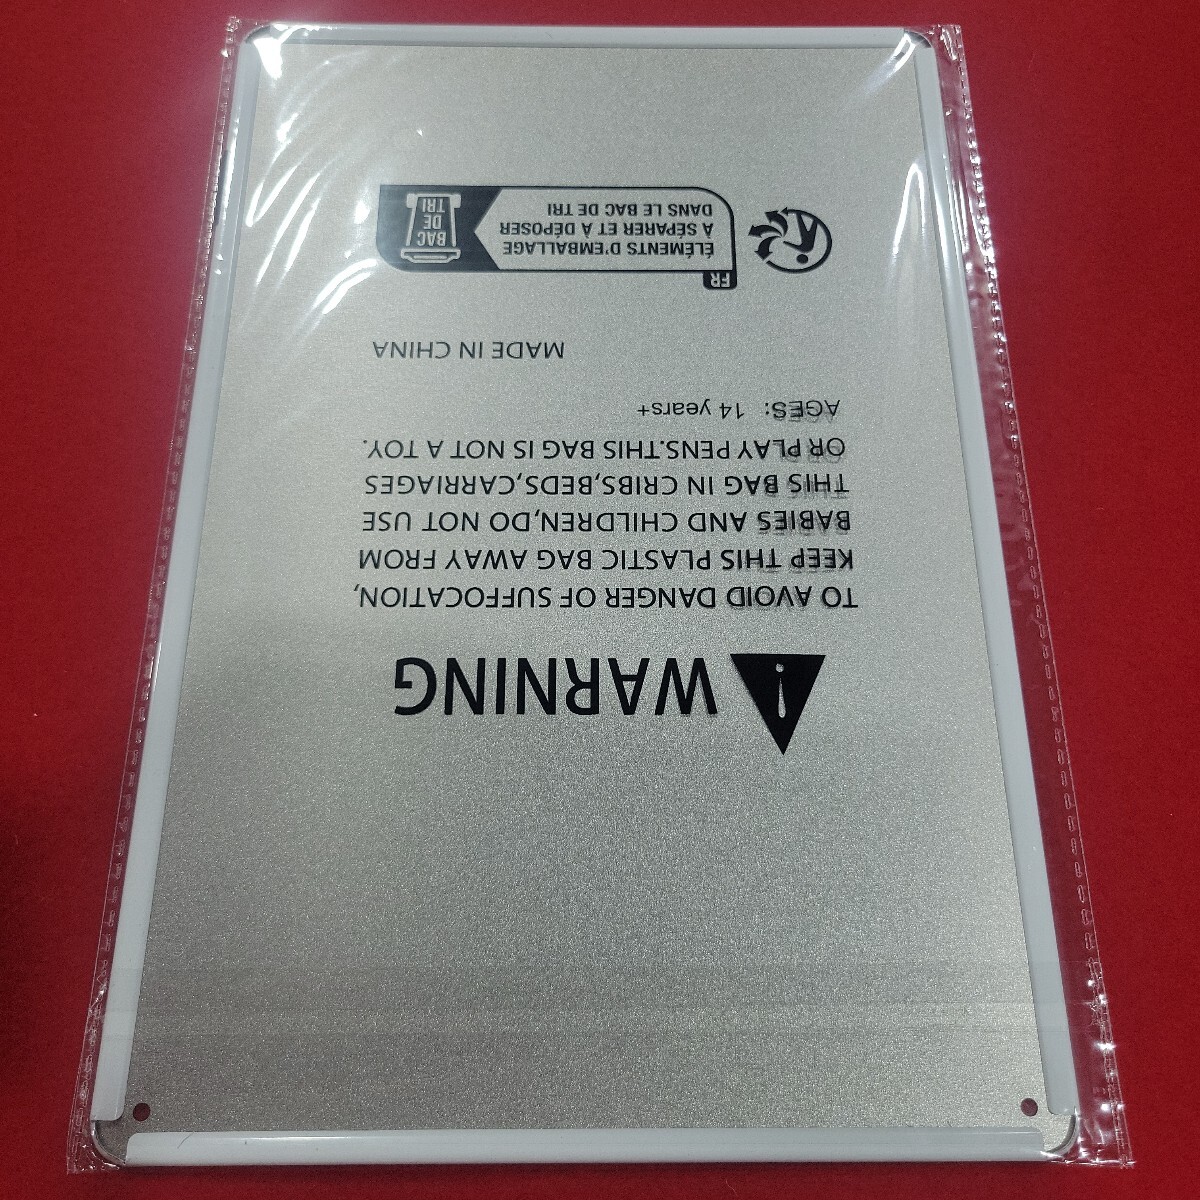 WARNING
TO AVOID DANGER OF SUFFOCATION,
KEEP THIS PLASTIC BAG AWAY FROM
BABIES AND CHILDREN,DO NOT USE
THIS BAG IN CRIBS,BEDS,CARRIAGES
OR PLAY PENS.THIS BAG IS NOT A TOY.
AGES: 14 years+
MADE IN CHINA
FR
ÉLÉMENTS D'EMBALLAGE
À SÉPARER ET À DÉPOSER
DANS LE BAC DE TRI
BAC
DE
TRI